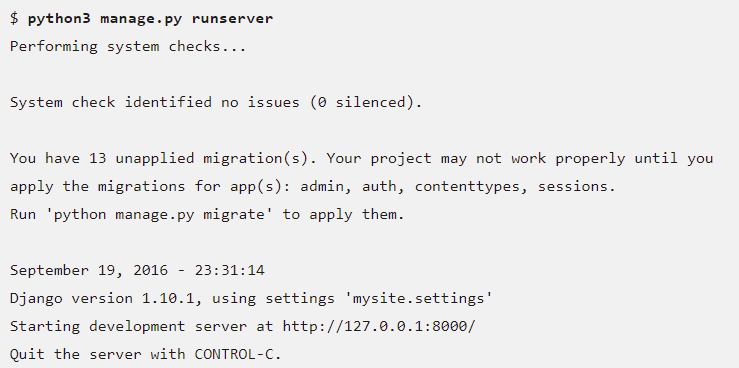 $ python3 manage.py runserver
Performing system checks...
System check identified no issues (0 silenced).
You have 13 unapplied migration(s). Your project may not work properly until you
apply the migrations for app(s): admin, auth, contenttypes, sessions.
Run 'python manage.py migrate' to apply them.
September 19, 2016 - 23:31:14
Django version 1.10.1, using settings 'mysite.settings'
Starting development server at http://127.0.0.1:8000/
Quit the server with CONTROL-C.